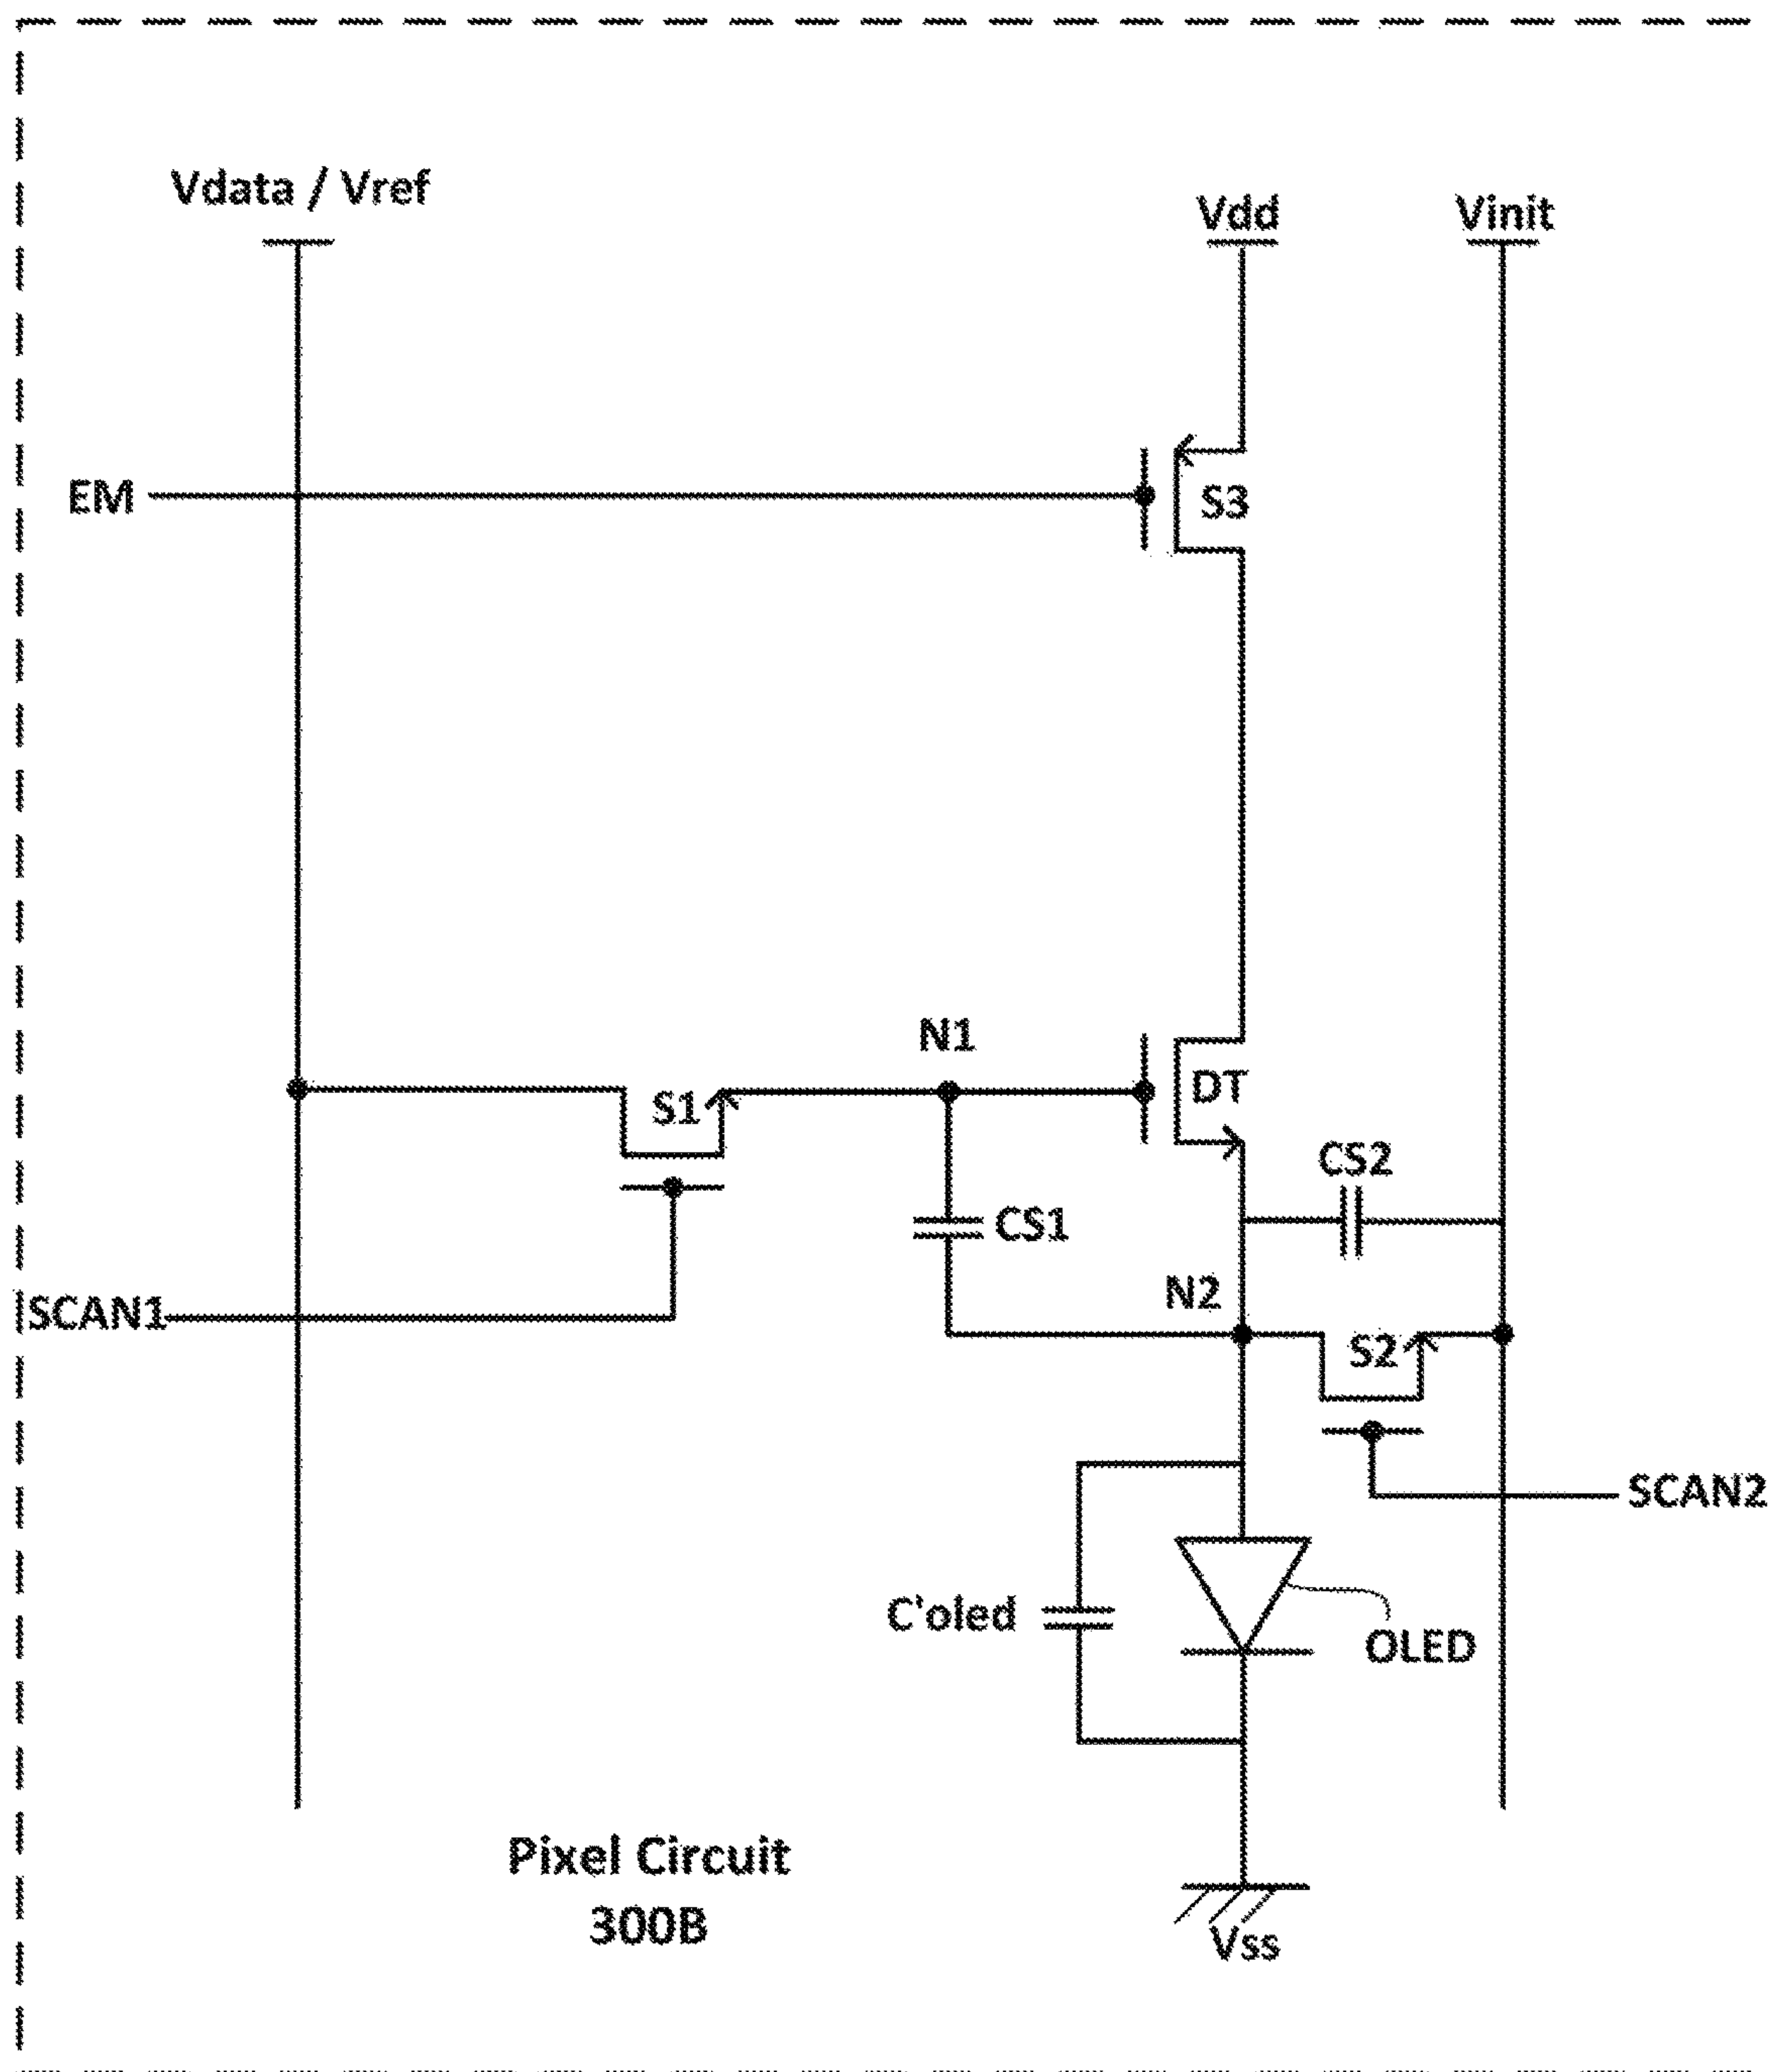 Vdata / Vref
Vdd
Vinit
EM
S3
N1
S1
DT
CS2
CS1
N2
SCAN1
S2
SCAN2
C'oled
OLED
Pixel Circuit
300B
Vss